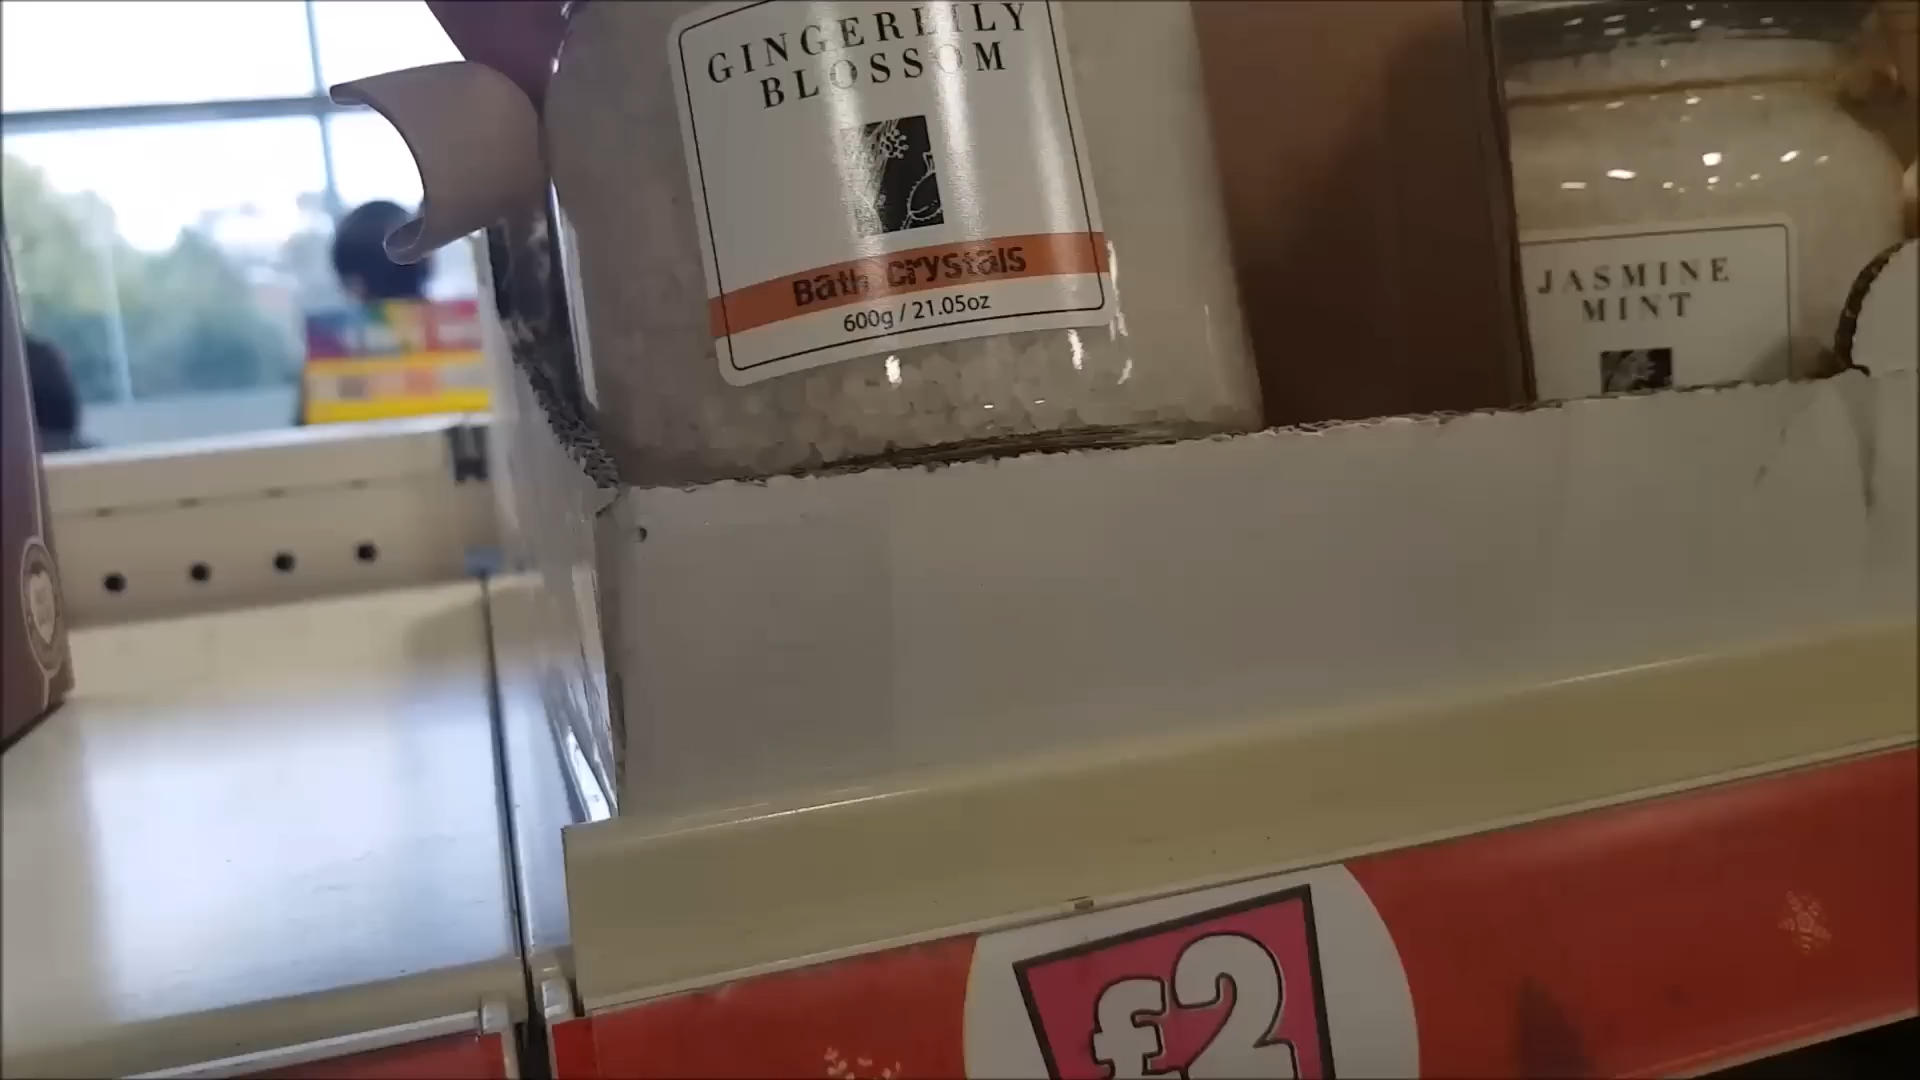 GINGERLILY
BLOSSOM
Bath crystals
600g / 21.05oz
JASMINE
MINT
£2